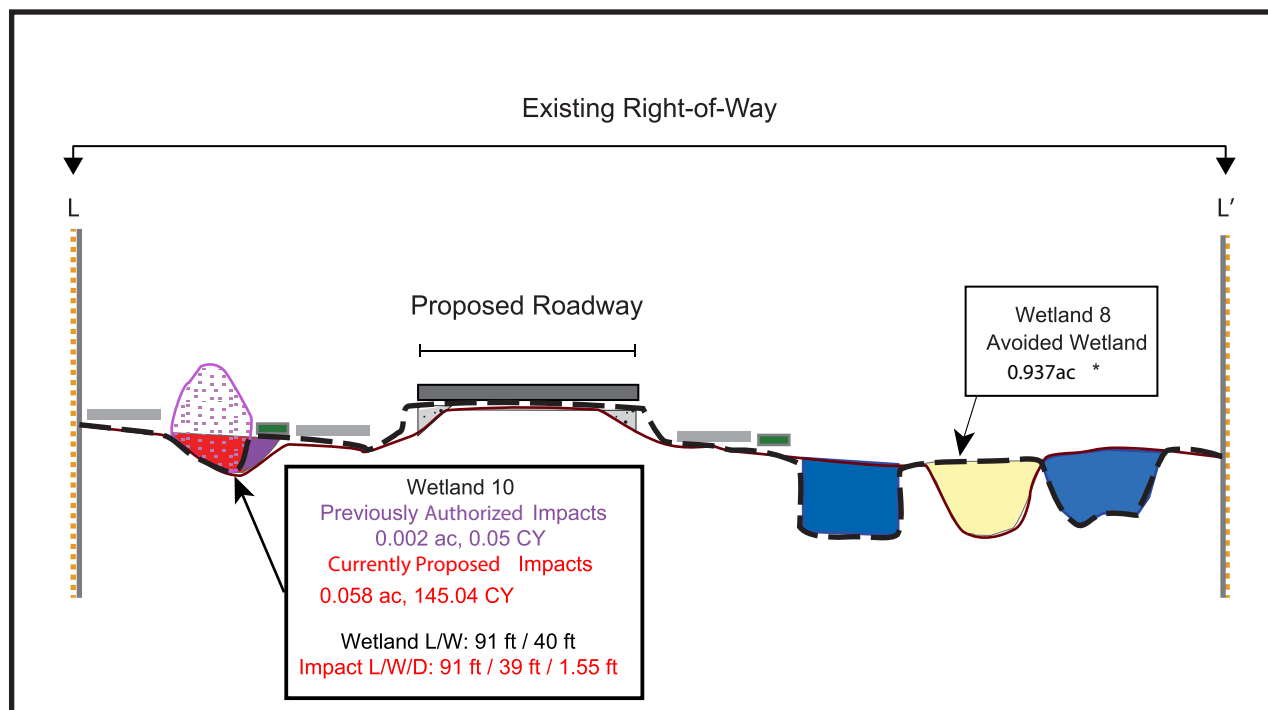 Existing Right-of-Way
L
L'
Proposed Roadway
Wetland 8
Avoided Wetland
0.937ac *
Wetland 10
Previously Authorized Impacts
0.002 ac, 0.05 CY
Currently Proposed Impacts
0.058 ac, 145.04 CY
Wetland L/W: 91 ft / 40 ft
Impact L/W/D: 91 ft / 39 ft / 1.55 ft